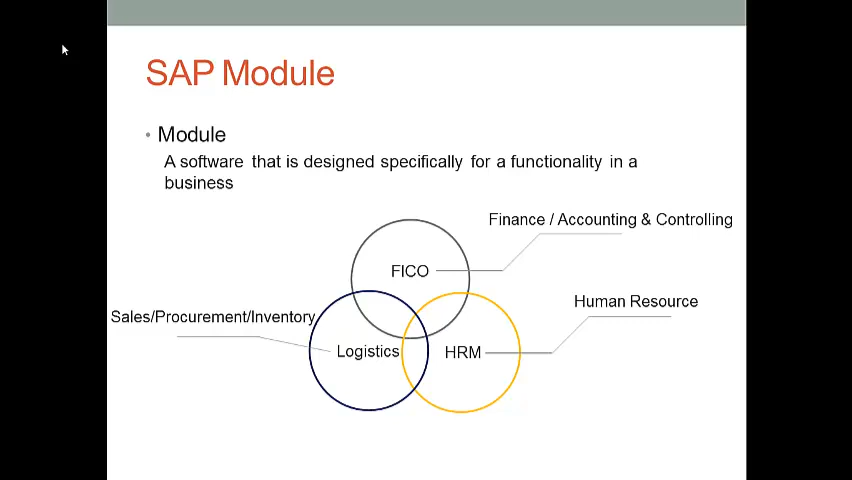 SAP Module
• Module
A software that is designed specifically for a functionality in a
business
Finance / Accounting & Controlling
FICO
Human Resource
Sales/Procurement/Inventory
Logistics
HRM